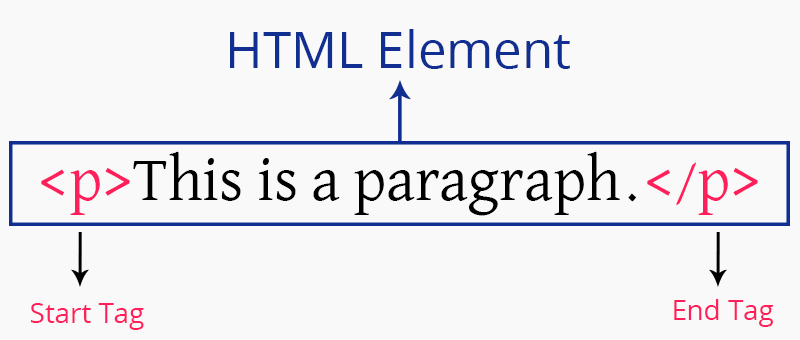 HTML Element
<p>This is a paragraph.</p>
Start Tag
End Tag